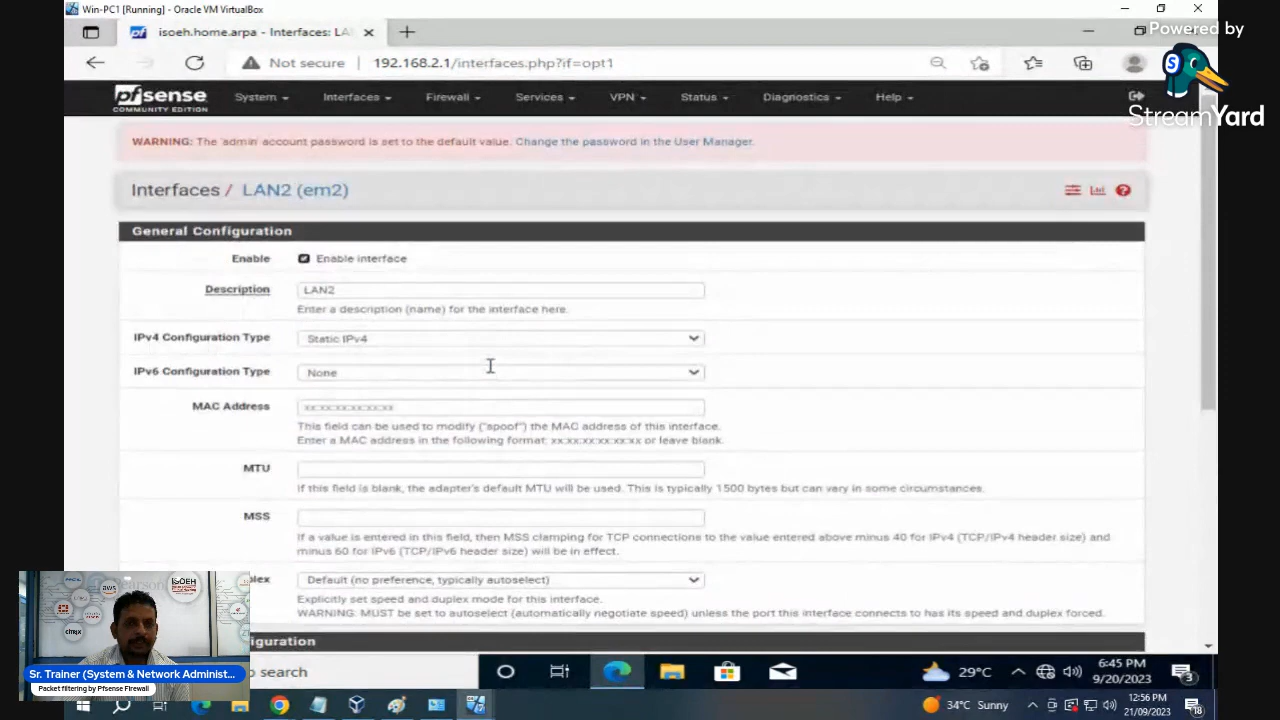 Win-PC1 [Running] - Oracle VM VirtualBox
isoeh.home.arpa - Interfaces: LA
Powered by
StreamYard
Not secure | 192.168.2.1/interfaces.php?if=opt1
pfsense
COMMUNITY EDITION
System Interfaces Firewall Services VPN Status Diagnostics Help
WARNING: The 'admin' account password is set to the default value. Change the password in the User Manager.
Interfaces / LAN2 (em2)
General Configuration
Enable Enable interface
Description LAN2
Enter a description (name) for the interface here.
IPv4 Configuration Type Static IPv4
IPv6 Configuration Type None
MAC Address xx:xx:xx:xx:xx:xx
This field can be used to modify ("spoof") the MAC address of this interface.
Enter a MAC address in the following format: xx:xx:xx:xx:xx:xx or leave blank.
MTU
If this field is blank, the adapter's default MTU will be used. This is typically 1500 bytes but can vary in some circumstances.
MSS
If a value is entered in this field, then MSS clamping for TCP connections to the value entered above minus 40 for IPv4 (TCP/IPv4 header size) and
minus 60 for IPv6 (TCP/IPv6 header size) will be in effect.
lex Default (no preference, typically autoselect)
Explicitly set speed and duplex mode for this interface.
WARNING: MUST be set to autoselect (automatically negotiate speed) unless the port this interface connects to has its speed and duplex forced.
iguration
Pearson
aws
ISOEH
citrix
Sr. Trainer (System & Network Administ...
Packet filtering by Pfsense Firewall
o search
29°C
6:45 PM
9/20/2023
3
34°C Sunny
12:56 PM
21/09/2023
18